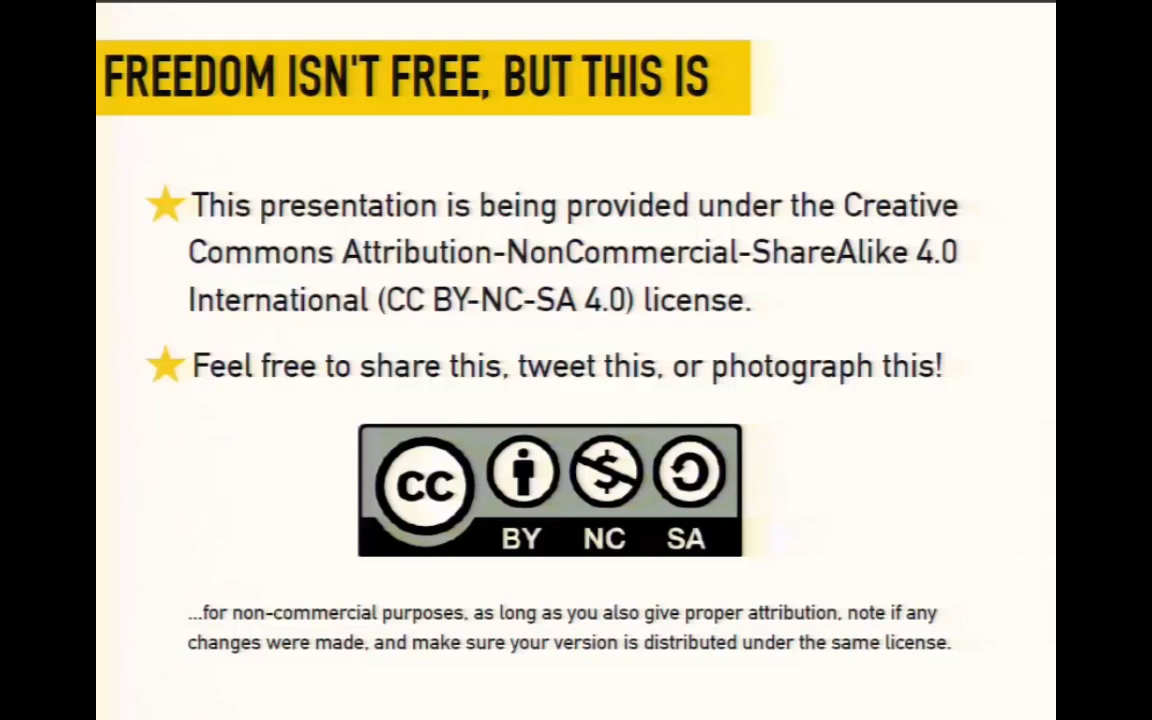 FREEDOM ISN'T FREE, BUT THIS IS
This presentation is being provided under the Creative
Commons Attribution-NonCommercial-ShareAlike 4.0
International (CC BY-NC-SA 4.0) license.
Feel free to share this, tweet this, or photograph this!
CC
BY NC SA
...for non-commercial purposes, as long as you also give proper attribution, note if any
changes were made, and make sure your version is distributed under the same license.